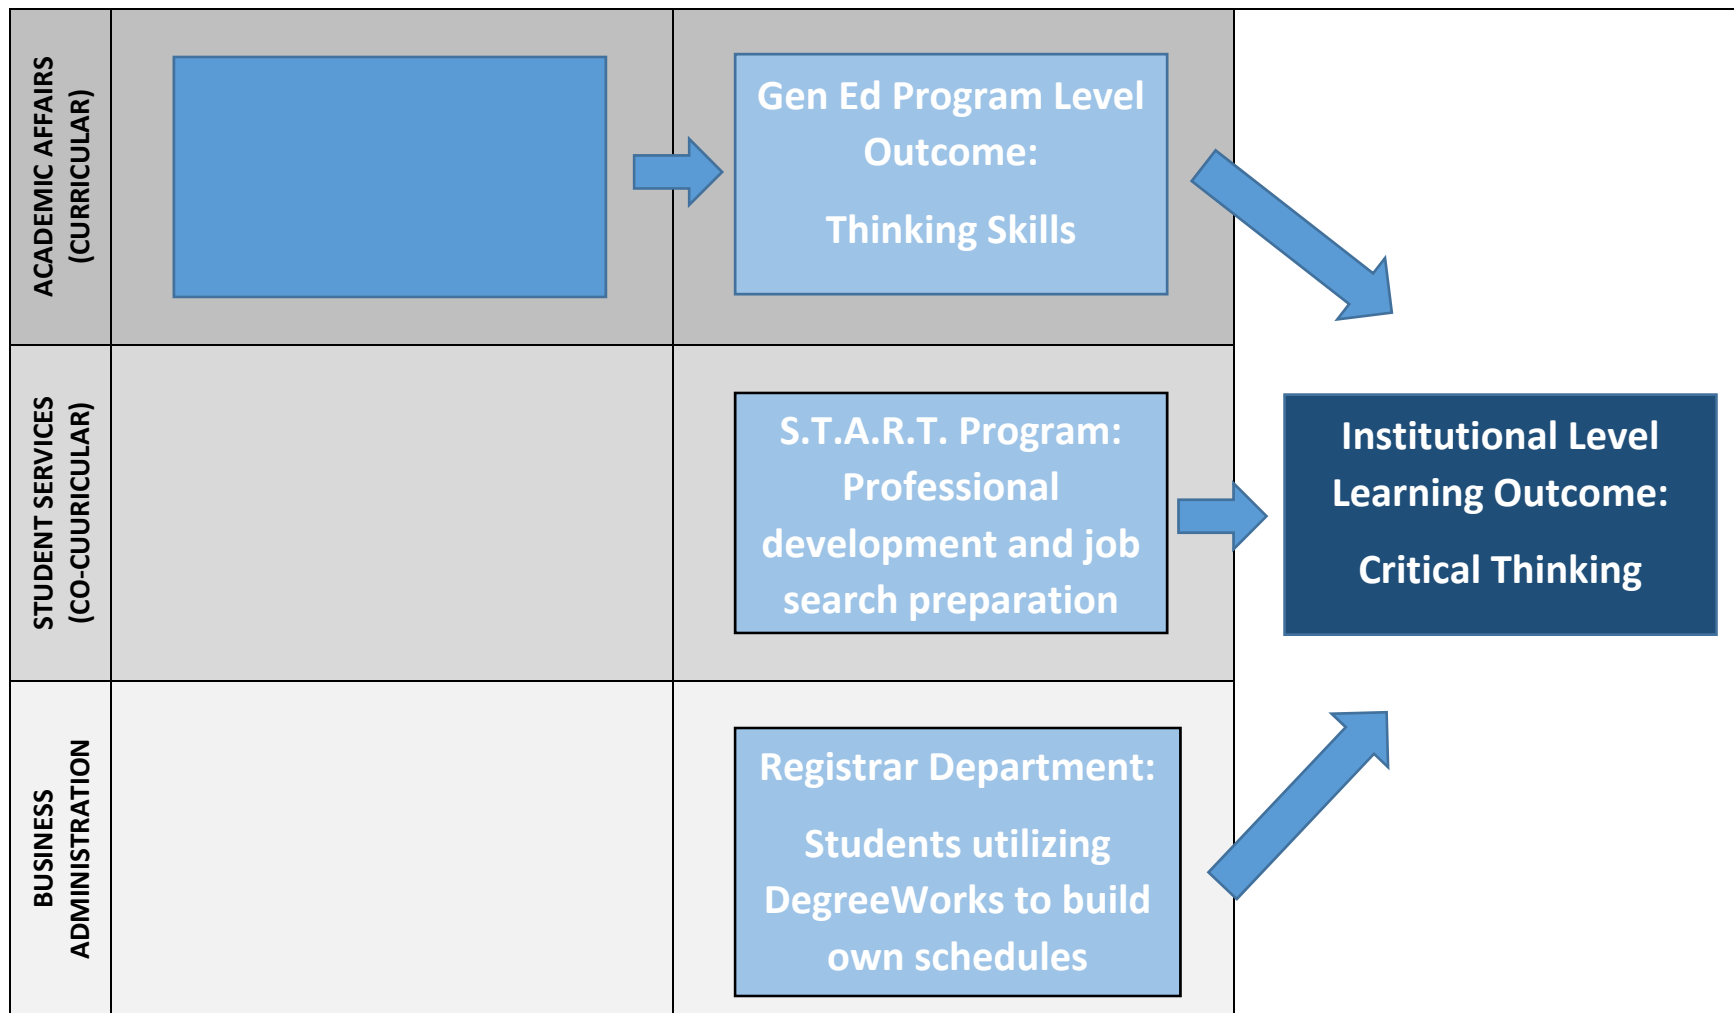 ACADEMIC AFFAIRS
(CURRICULAR)
Gen Ed Program Level
Outcome:
Thinking Skills
STUDENT SERVICES
(CO-CURICULAR)
S.T.A.R.T. Program:
Professional
development and job
search preparation
Institutional Level
Learning Outcome:
Critical Thinking
BUSINESS
ADMINISTRATION
Registrar Department:
Students utilizing
DegreeWorks to build
own schedules